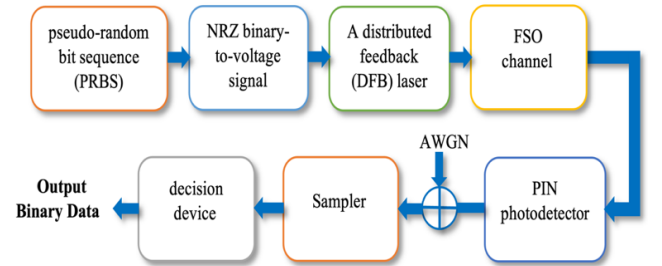 pseudo-random
bit sequence
(PRBS)
NRZ binary-
to-voltage
signal
A distributed
feedback
(DFB) laser
FSO
channel
AWGN
PIN
photodetector
Sampler
decision
device
Output
Binary Data